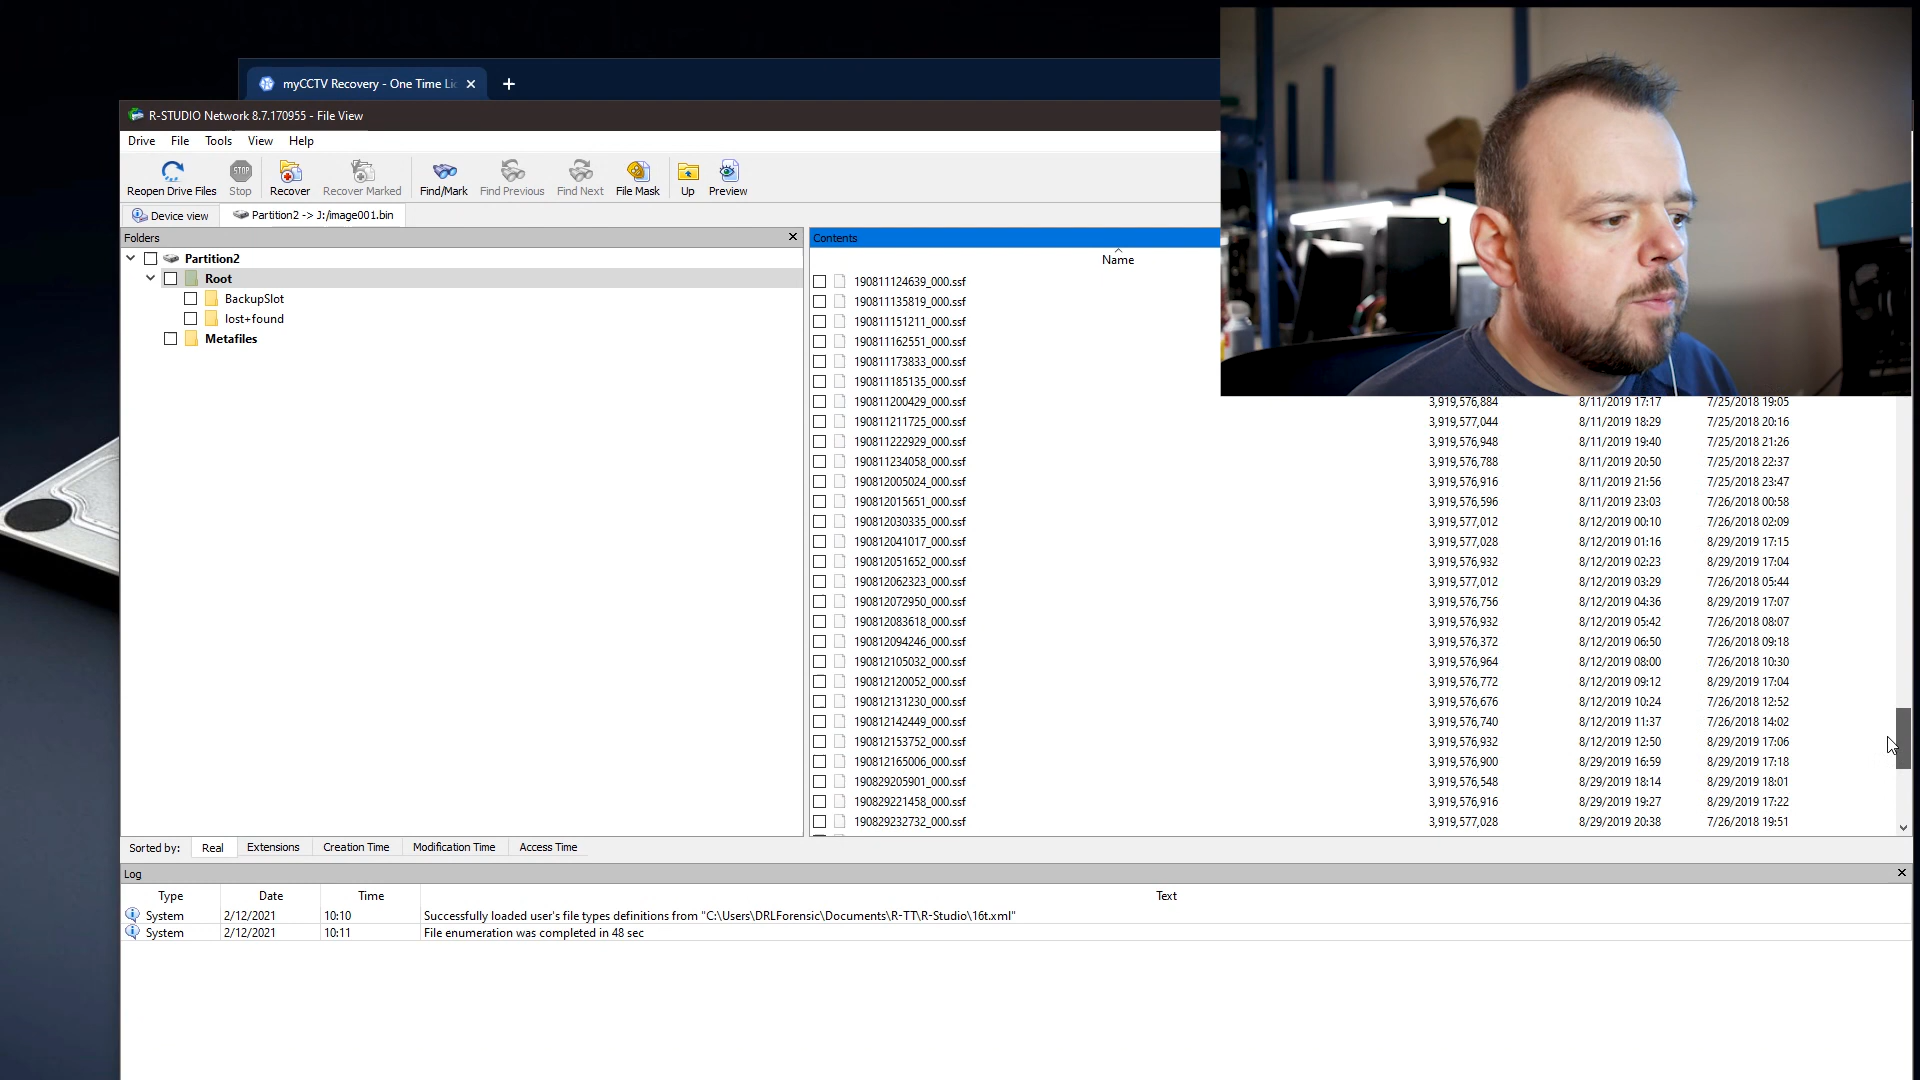 myCCTV Recovery - One Time Lic
R-STUDIO Network 8.7.170955 - File View
Drive File Tools View Help
Reopen Drive Files Stop Recover Recover Marked Find/Mark Find Previous Find Next File Mask Up Preview
Device view Partition2 -> J:/image001.bin
Folders Contents
Name
Partition2
Root
BackupSlot
lost+found
Metafiles
190811124639_000.ssf
190811135819_000.ssf
190811151211_000.ssf
190811162551_000.ssf
190811173833_000.ssf
190811185135_000.ssf
190811200429_000.ssf 3,919,576,884 8/11/2019 17:17 7/25/2018 19:05
190811211725_000.ssf 3,919,577,044 8/11/2019 18:29 7/25/2018 20:16
190811222929_000.ssf 3,919,576,948 8/11/2019 19:40 7/25/2018 21:26
190811234058_000.ssf 3,919,576,788 8/11/2019 20:50 7/25/2018 22:37
190812005024_000.ssf 3,919,576,916 8/11/2019 21:56 7/25/2018 23:47
190812015651_000.ssf 3,919,576,596 8/11/2019 23:03 7/26/2018 00:58
190812030335_000.ssf 3,919,577,012 8/12/2019 00:10 7/26/2018 02:09
190812041017_000.ssf 3,919,577,028 8/12/2019 01:16 8/29/2019 17:15
190812051652_000.ssf 3,919,576,932 8/12/2019 02:23 8/29/2019 17:04
190812062323_000.ssf 3,919,577,012 8/12/2019 03:29 7/26/2018 05:44
190812072950_000.ssf 3,919,576,756 8/12/2019 04:36 8/29/2019 17:07
190812083618_000.ssf 3,919,576,932 8/12/2019 05:42 7/26/2018 08:07
190812094246_000.ssf 3,919,576,372 8/12/2019 06:50 7/26/2018 09:18
190812105032_000.ssf 3,919,576,964 8/12/2019 08:00 7/26/2018 10:30
190812120052_000.ssf 3,919,576,772 8/12/2019 09:12 8/29/2019 17:04
190812131230_000.ssf 3,919,576,676 8/12/2019 10:24 7/26/2018 12:52
190812142449_000.ssf 3,919,576,740 8/12/2019 11:37 7/26/2018 14:02
190812153752_000.ssf 3,919,576,932 8/12/2019 12:50 8/29/2019 17:06
190812165006_000.ssf 3,919,576,900 8/29/2019 16:59 8/29/2019 17:18
190829205901_000.ssf 3,919,576,548 8/29/2019 18:14 8/29/2019 18:01
190829221458_000.ssf 3,919,576,916 8/29/2019 19:27 8/29/2019 17:22
190829232732_000.ssf 3,919,577,028 8/29/2019 20:38 7/26/2018 19:51
Sorted by: Real Extensions Creation Time Modification Time Access Time
Log
Type Date Time Text
System 2/12/2021 10:10 Successfully loaded user's file types definitions from "C:\Users\DRLForensic\Documents\R-TT\R-Studio\16t.xml"
System 2/12/2021 10:11 File enumeration was completed in 48 sec